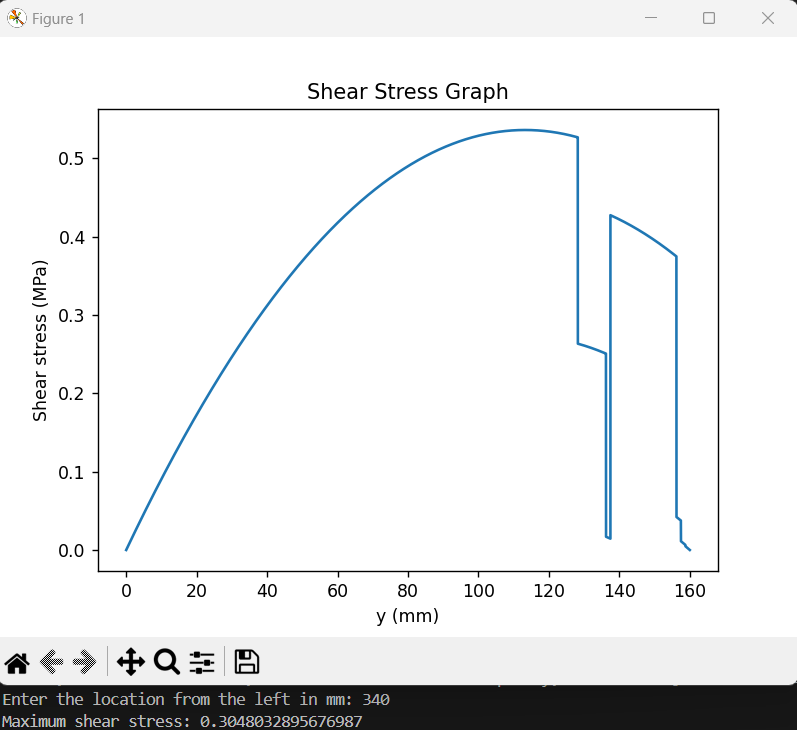 Figure 1
Shear Stress Graph
Shear stress (MPa)
0.5
0.4
0.3
0.2
0.1
0.0
0 20 40 60 80 100 120 140 160
y (mm)
Enter the location from the left in mm: 340
Maximum shear stress: 0.3048032895676987